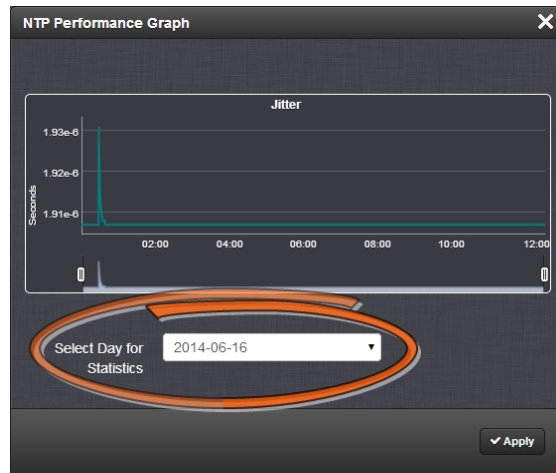 NTP Performance Graph
Jitter
1.93e-6
1.92e-6
1.91e-6
Seconds
02:00 04:00 06:00 08:00 10:00 12:00
Select Day for
Statistics
2014-06-16
Apply